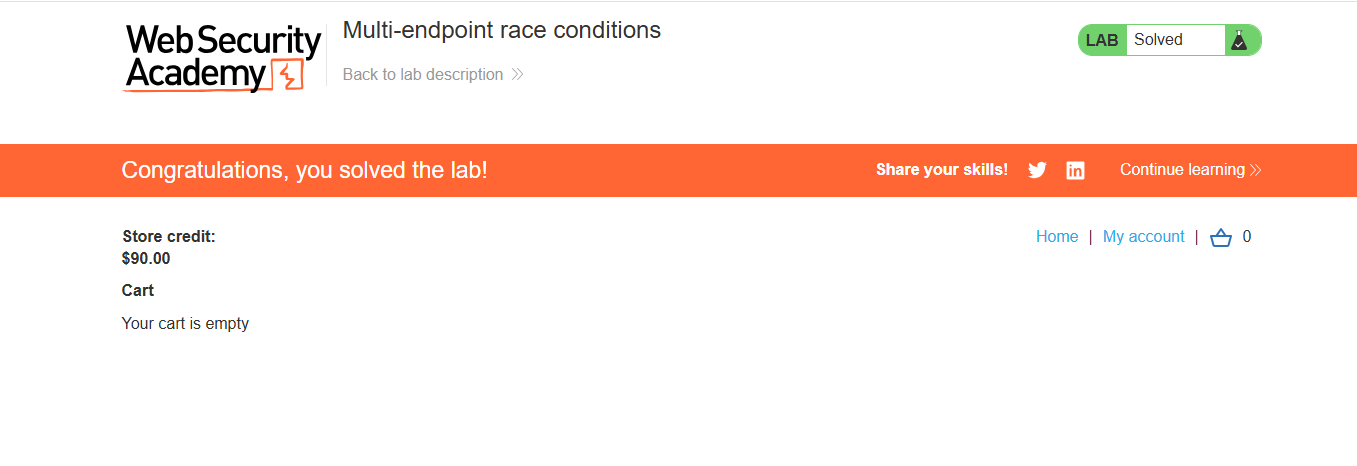 Web Security
Academy
Multi-endpoint race conditions
Back to lab description
LAB Solved
Congratulations, you solved the lab!
Share your skills!
Continue learning
Store credit:
$90.00
Home | My account | 0
Cart
Your cart is empty